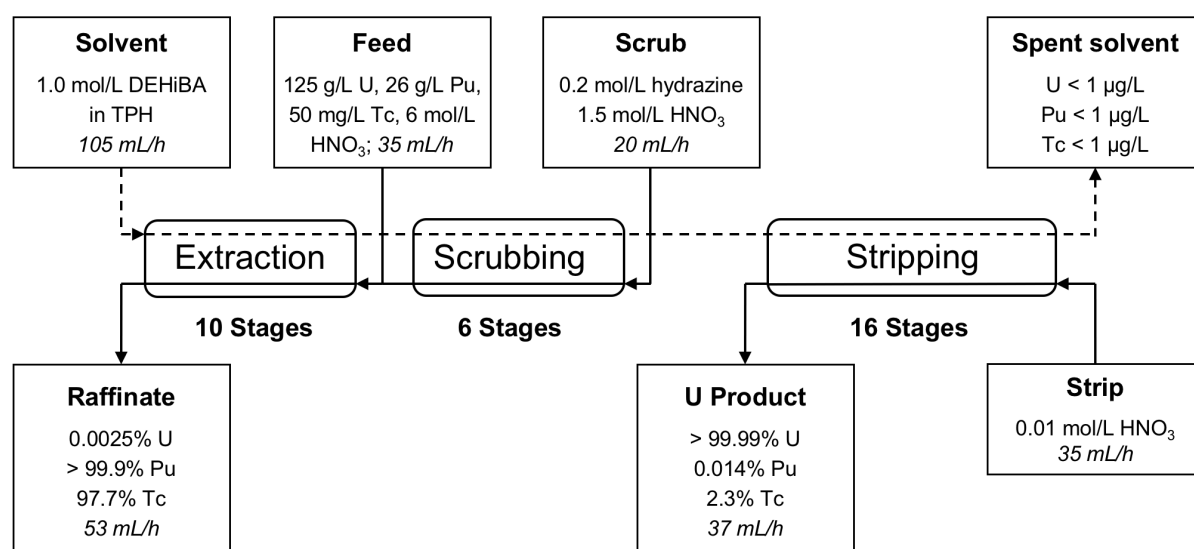 Solvent
1.0 mol/L DEHiBA
in TPH
105 mL/h
Feed
125 g/L U, 26 g/L Pu,
50 mg/L Tc, 6 mol/L
HNO₃; 35 mL/h
Scrub
0.2 mol/L hydrazine
1.5 mol/L HNO₃
20 mL/h
Spent solvent
U < 1 µg/L
Pu < 1 µg/L
Tc < 1 µg/L
Extraction
Scrubbing
Stripping
10 Stages
6 Stages
16 Stages
Raffinate
0.0025% U
> 99.9% Pu
97.7% Tc
53 mL/h
U Product
> 99.99% U
0.014% Pu
2.3% Tc
37 mL/h
Strip
0.01 mol/L HNO₃
35 mL/h